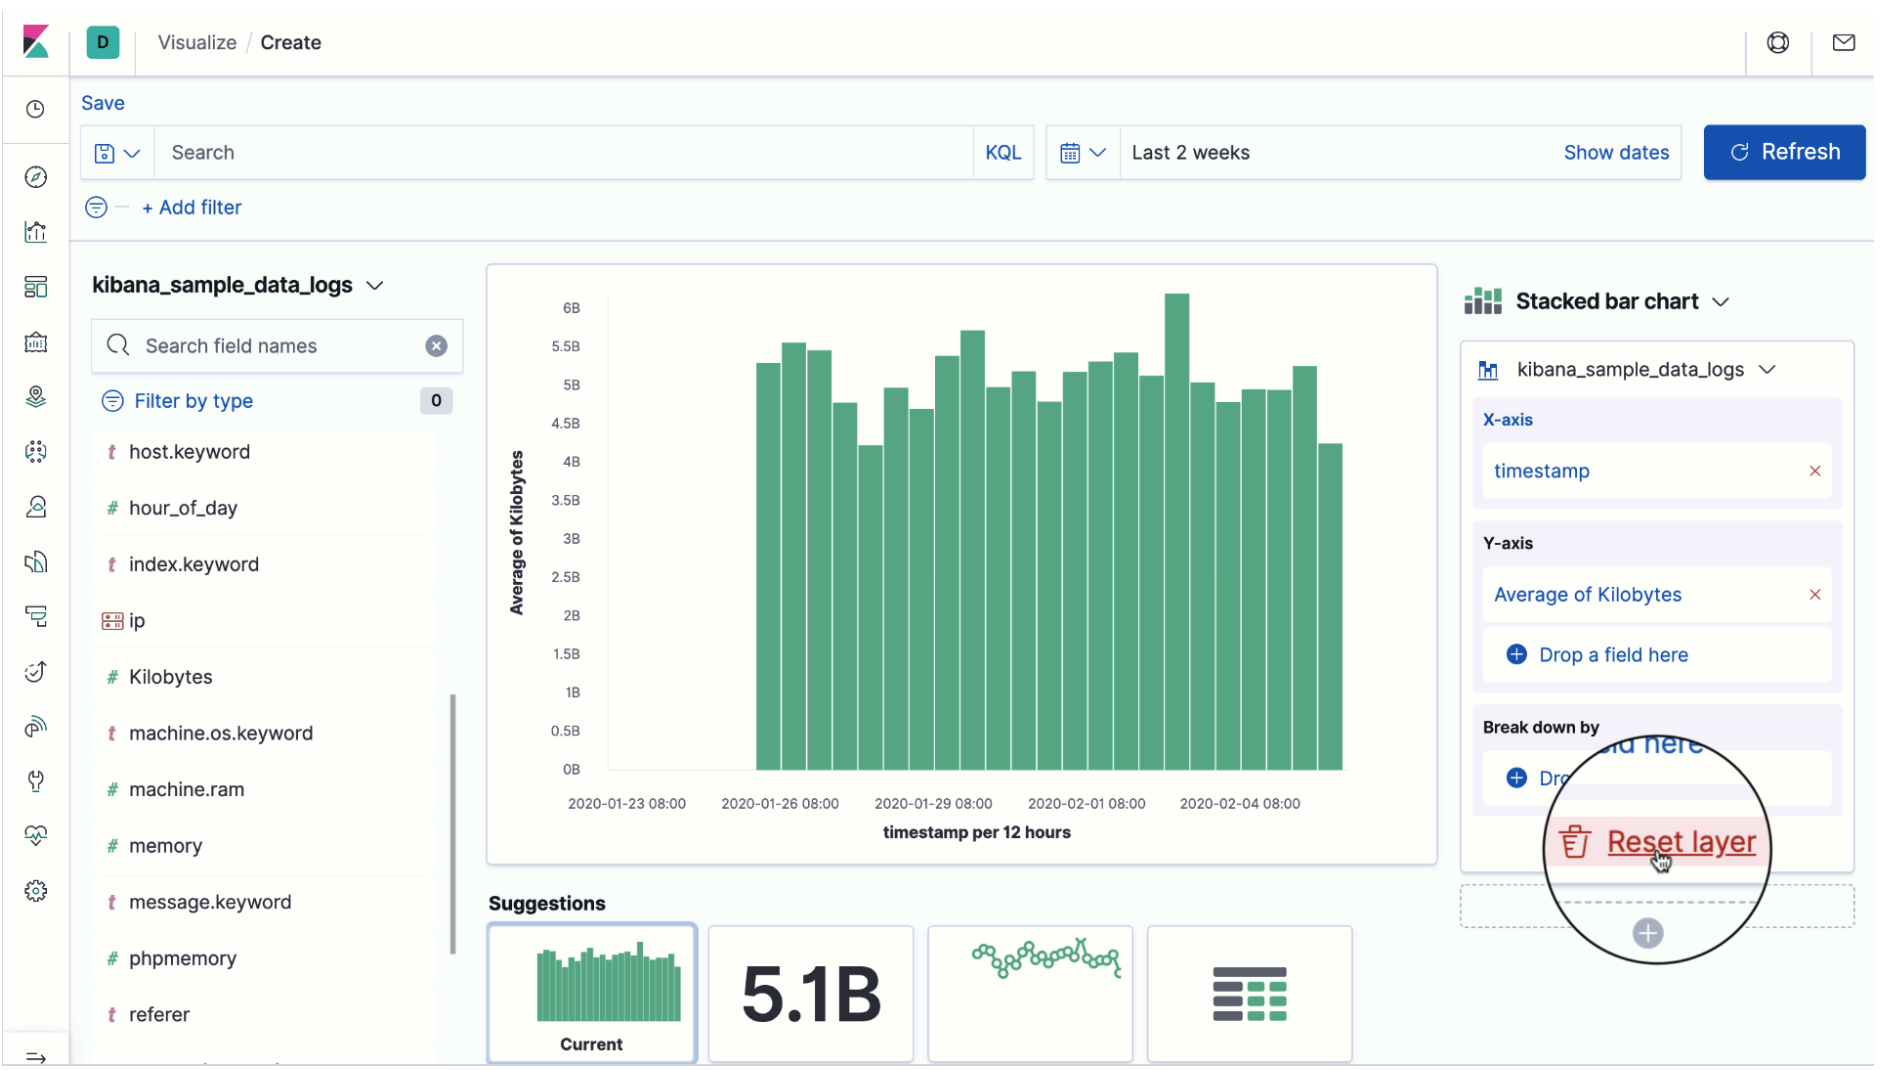 D Visualize / Create
Save
Search KQL Last 2 weeks Show dates Refresh
+ Add filter
kibana_sample_data_logs
Search field names
Filter by type 0
t host.keyword
# hour_of_day
t index.keyword
ip
# Kilobytes
t machine.os.keyword
# machine.ram
# memory
t message.keyword
# phpmemory
t referer
6B
5.5B
5B
4.5B
4B
3.5B
3B
2.5B
2B
1.5B
1B
0.5B
0B
Average of Kilobytes
2020-01-23 08:00 2020-01-26 08:00 2020-01-29 08:00 2020-02-01 08:00 2020-02-04 08:00
timestamp per 12 hours
Suggestions
Current
5.1B
Stacked bar chart
kibana_sample_data_logs
X-axis
timestamp
Y-axis
Average of Kilobytes
Drop a field here
Break down by
here
Reset layer